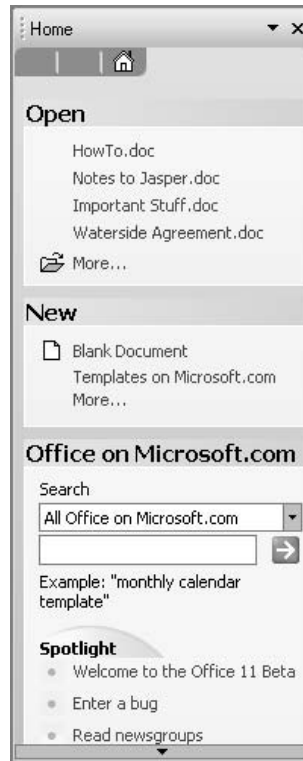 Home
Open
HowTo.doc
Notes to Jasper.doc
Important Stuff.doc
Waterside Agreement.doc
More...
New
Blank Document
Templates on Microsoft.com
More...
Office on Microsoft.com
Search
All Office on Microsoft.com
Example: "monthly calendar
template"
Spotlight
Welcome to the Office 11 Beta
Enter a bug
Read newsgroups